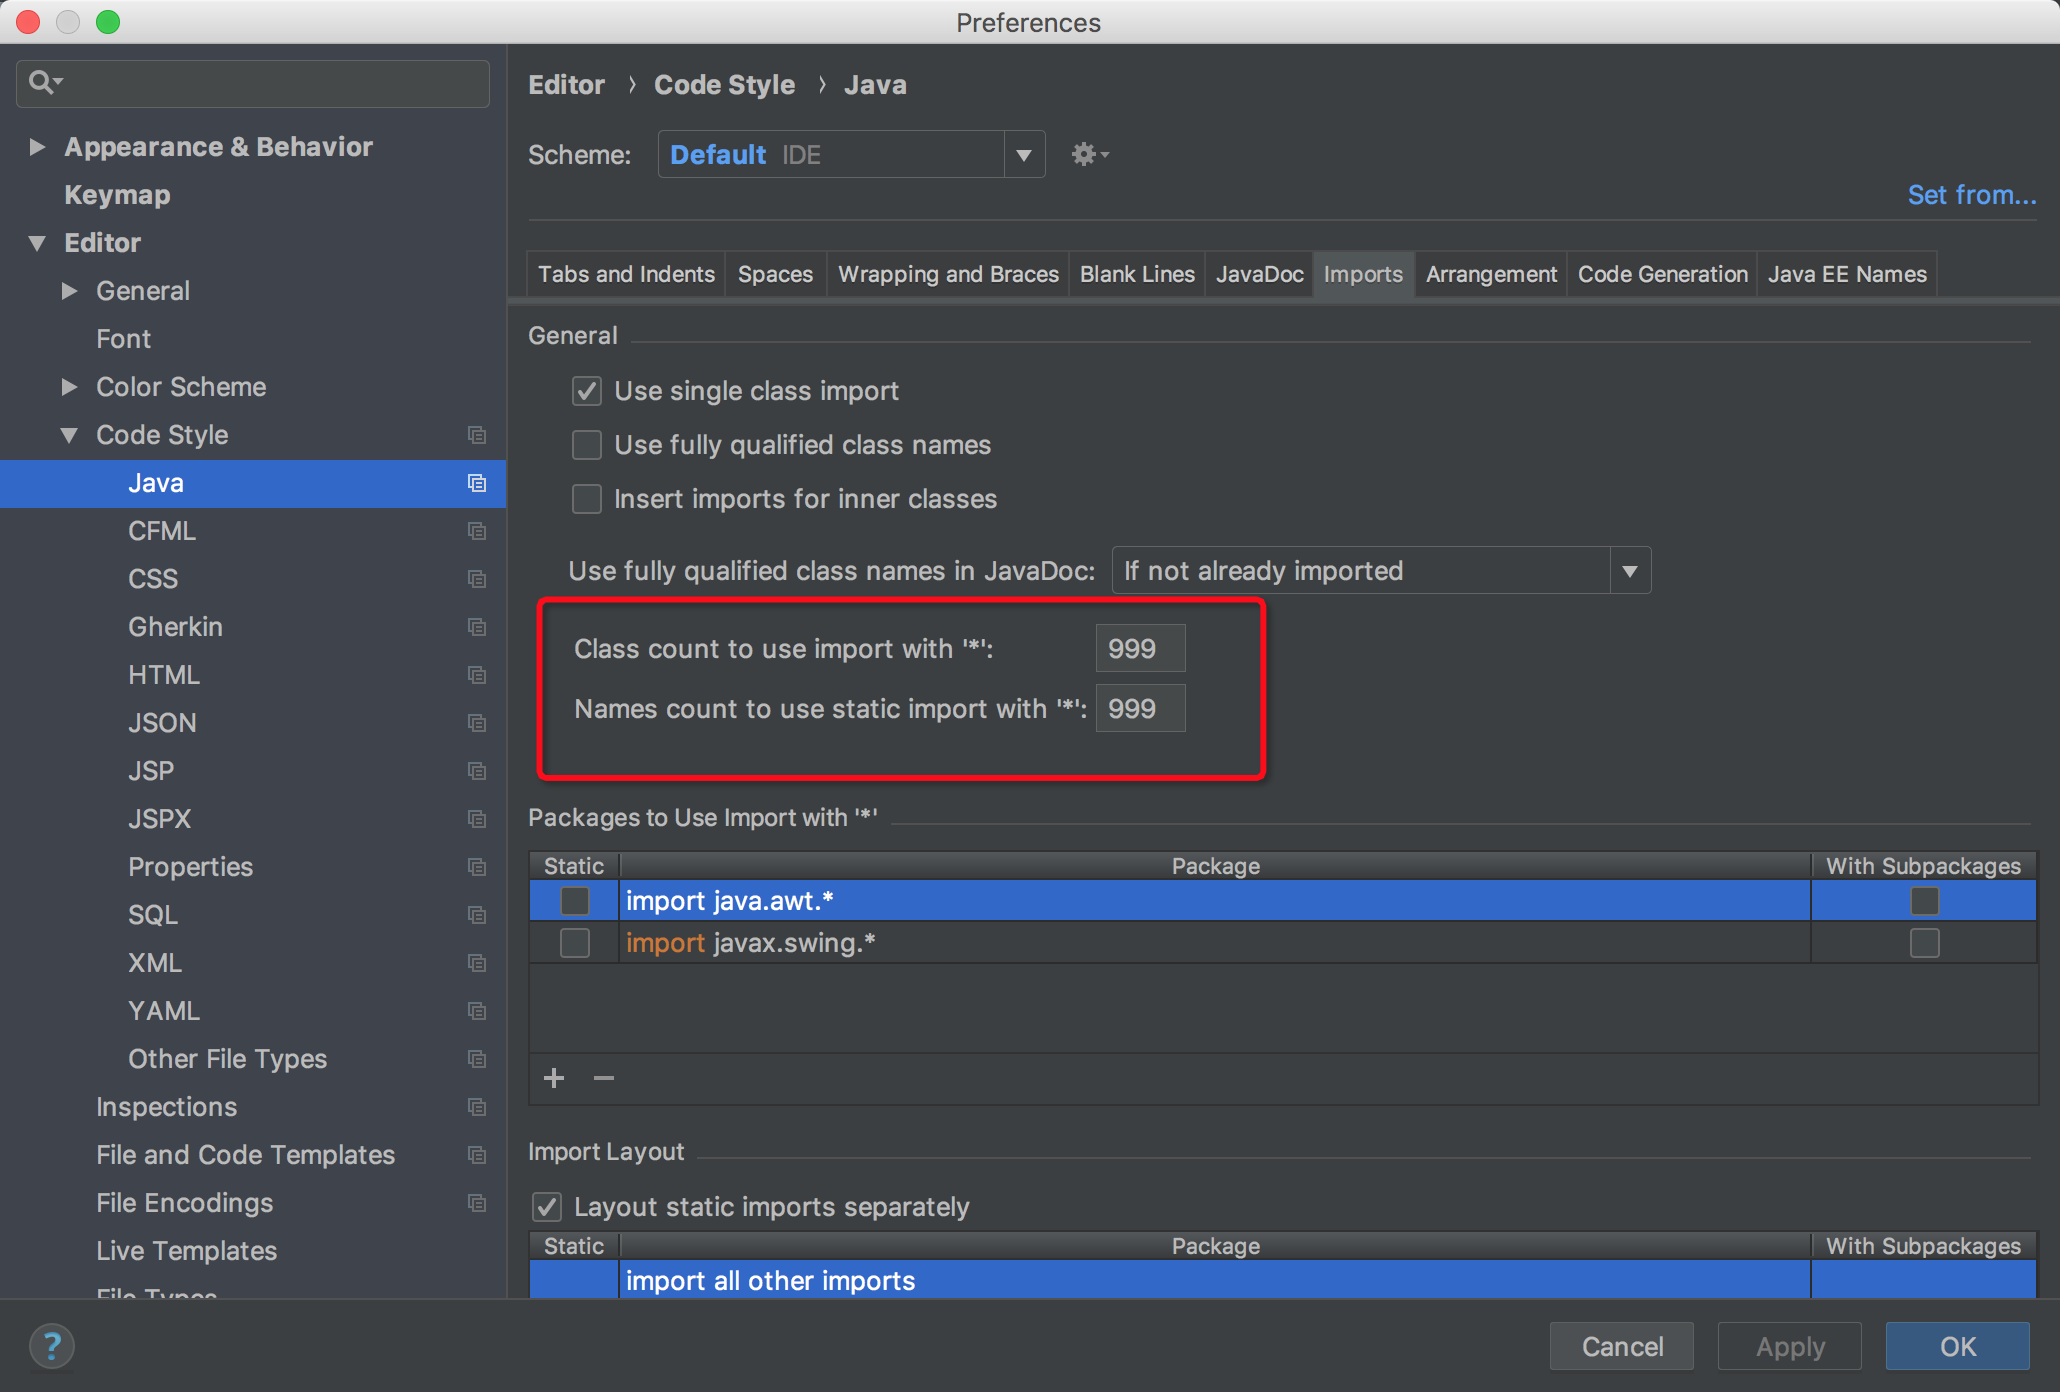 Preferences
Appearance & Behavior
Keymap
Editor
General
Font
Color Scheme
Code Style
Java
CFML
CSS
Gherkin
HTML
JSON
JSP
JSPX
Properties
SQL
XML
YAML
Other File Types
Inspections
File and Code Templates
File Encodings
Live Templates
File Types
Editor › Code Style › Java
Scheme: Default IDE
Set from...
Tabs and Indents Spaces Wrapping and Braces Blank Lines JavaDoc Imports Arrangement Code Generation Java EE Names
General
Use single class import
Use fully qualified class names
Insert imports for inner classes
Use fully qualified class names in JavaDoc: If not already imported
Class count to use import with '*': 999
Names count to use static import with '*': 999
Packages to Use Import with '*'
Static Package With Subpackages
import java.awt.*
import javax.swing.*
Import Layout
Layout static imports separately
Static Package With Subpackages
import all other imports
? Cancel Apply OK